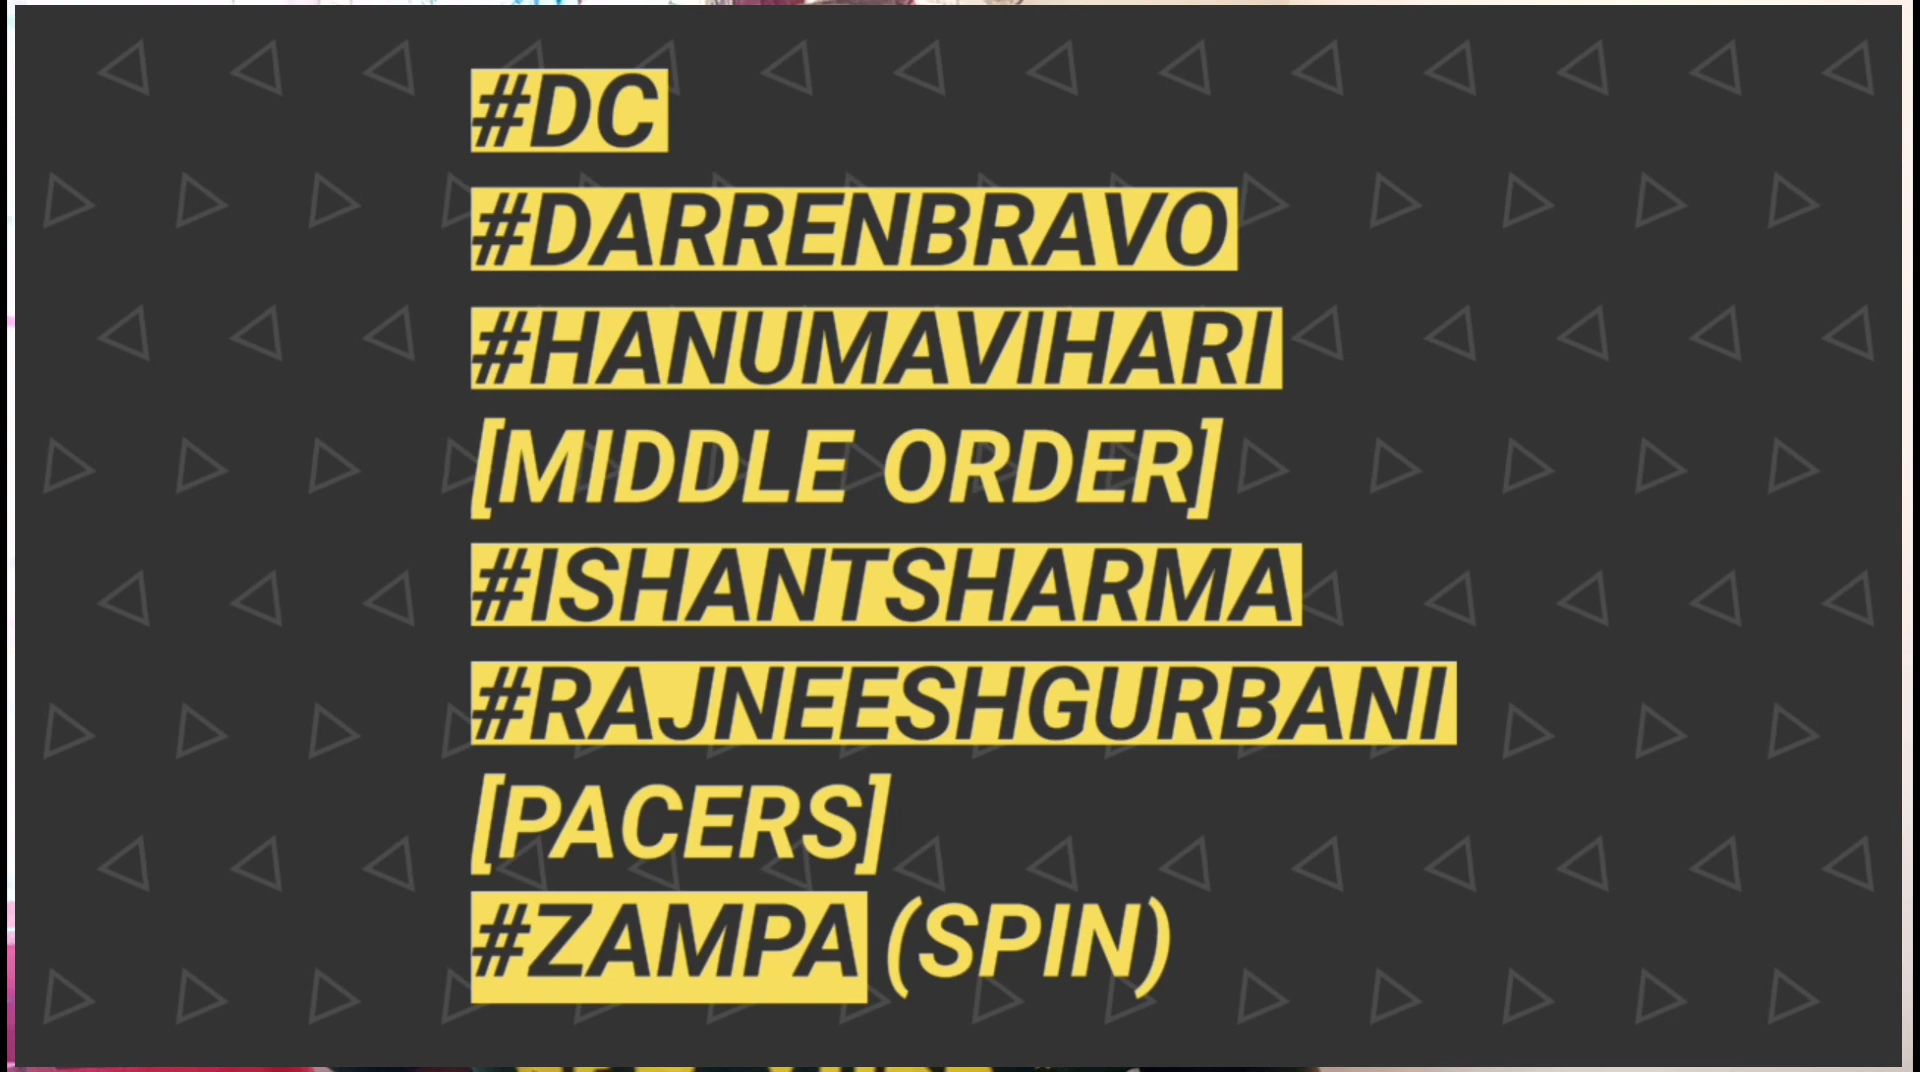 #DC
#DARRENBRAVO
#HANUMAVIHARI
[MIDDLE ORDER]
#ISHANTSHARMA
#RAJNEESHGURBANI
[PACERS]
#ZAMPA (SPIN)